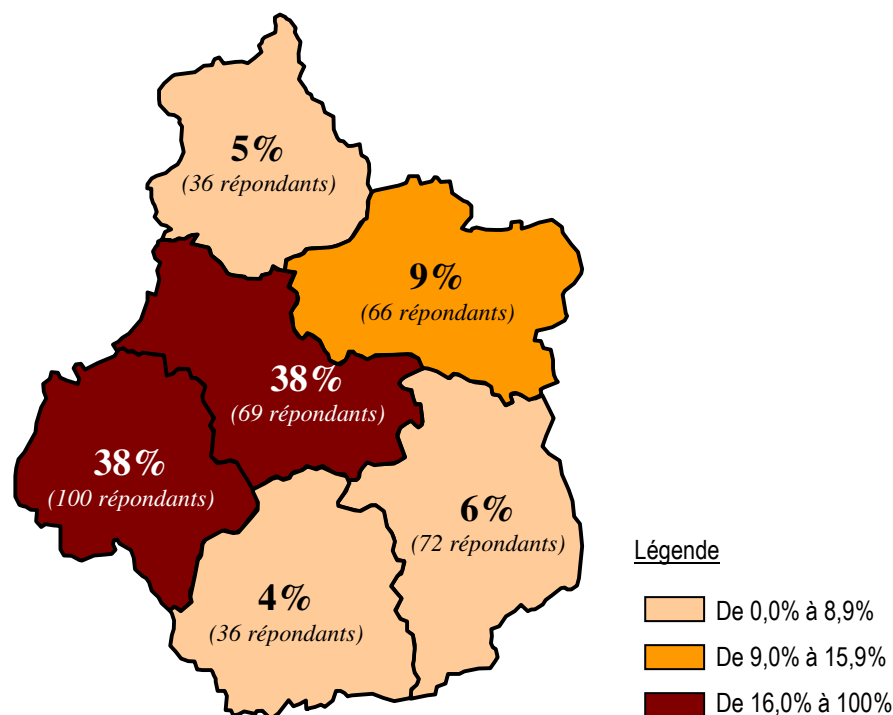 5%
(36 répondants)
9%
(66 répondants)
38%
(69 répondants)
38%
(100 répondants)
6%
(72 répondants)
4%
(36 répondants)
Légende
De 0,0% à 8,9%
De 9,0% à 15,9%
De 16,0% à 100%